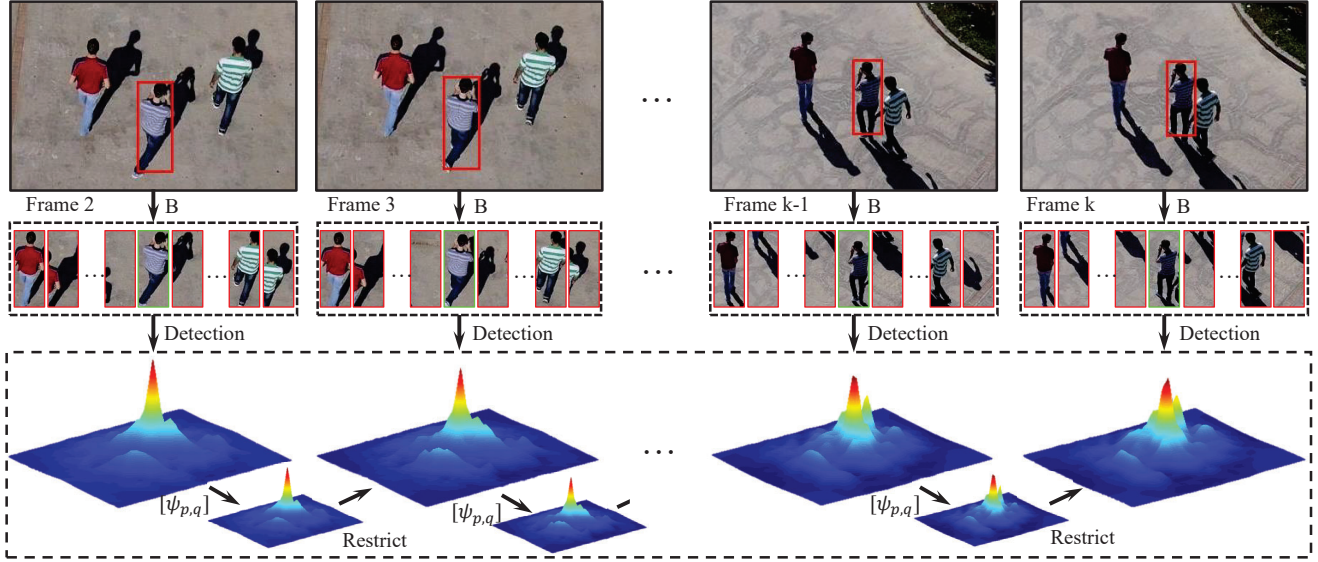 ...
Frame 2 B Frame 3 B Frame k-1 B Frame k B
... ... ... ... ... ... ... ... ...
Detection Detection Detection Detection
...
[ψp,q] [ψp,q] [ψp,q]
Restrict Restrict